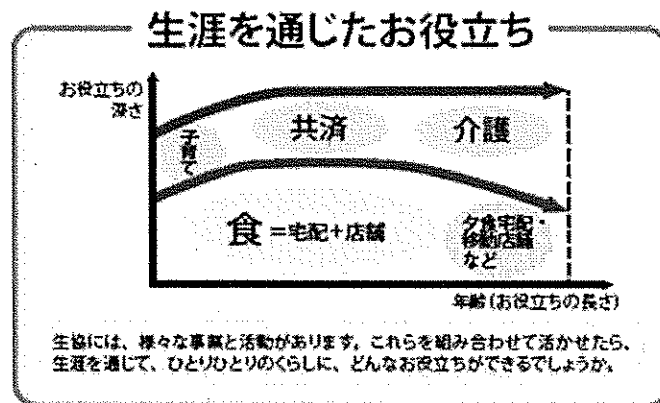 生涯を通じたお役立ち
お役立ちの
深さ
子育て
共済
介護
食=宅配+店舗
夕食宅配・
移動店舗
など
年齢(お役立ちの長さ)
生協には、様々な事業と活動があります。これらを組み合わせて活かせたら、
生涯を通じて、ひとりひとりのくらしに、どんなお役立ちができるでしょうか。